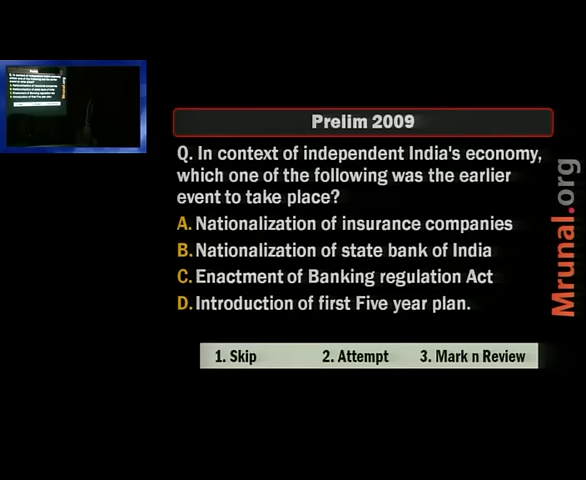 Prelim 2009
Q. In context of independent India's economy,
which one of the following was the earlier
event to take place?
A. Nationalization of insurance companies
B. Nationalization of state bank of India
C. Enactment of Banking regulation Act
D. Introduction of first Five year plan.
1. Skip 2. Attempt 3. Mark n Review
Mrunal.org